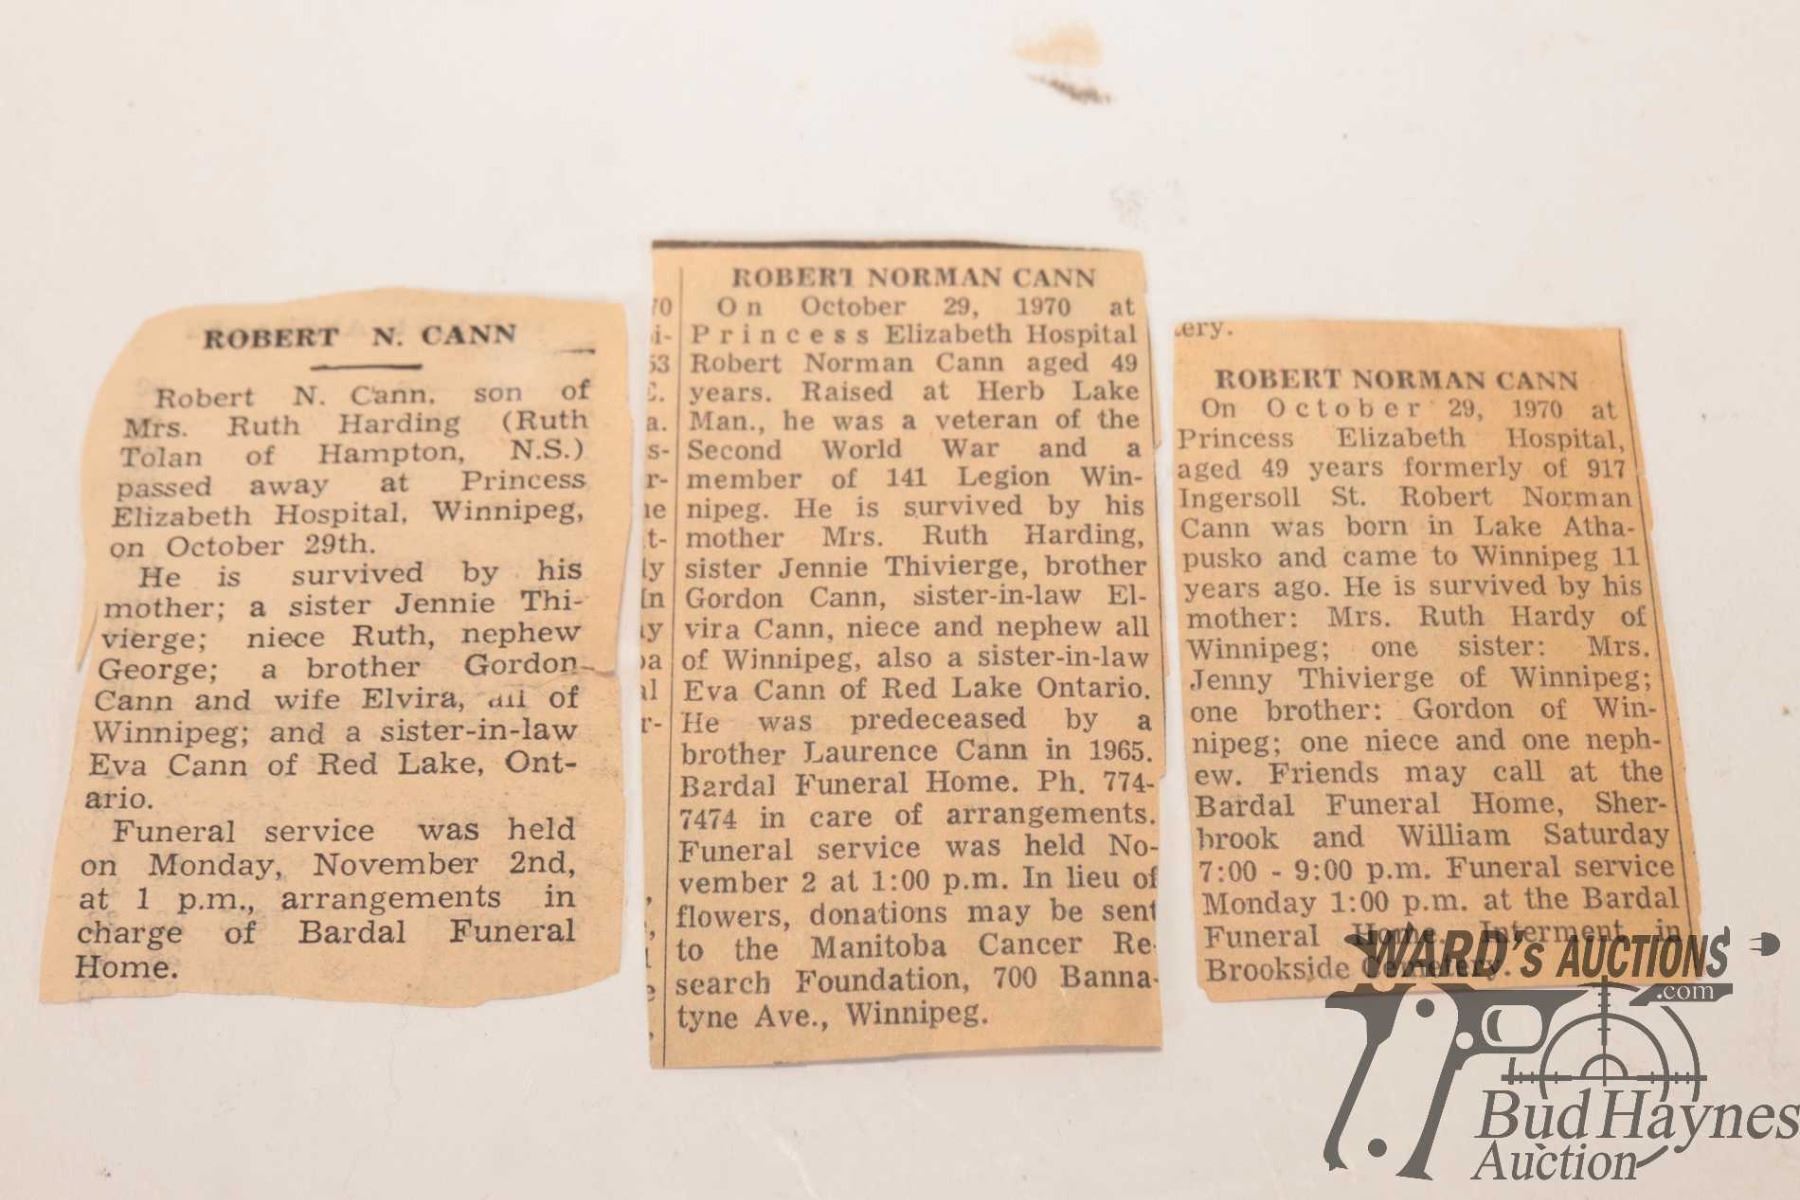 ROBERT N. CANN
Robert N. Cann, son of
Mrs. Ruth Harding (Ruth
Tolan of Hampton, N.S.)
passed away at Princess
Elizabeth Hospital, Winnipeg,
on October 29th.
He is survived by his
mother; a sister Jennie Thi-
vierge; niece Ruth, nephew
George; a brother Gordon
Cann and wife Elvira, all of
Winnipeg; and a sister-in-law
Eva Cann of Red Lake, Ont-
ario.
Funeral service was held
on Monday, November 2nd,
at 1 p.m., arrangements in
charge of Bardal Funeral
Home.
ROBERT NORMAN CANN
On October 29, 1970 at
Princess Elizabeth Hospital
Robert Norman Cann aged 49
years. Raised at Herb Lake
Man., he was a veteran of the
Second World War and a
member of 141 Legion Win-
nipeg. He is survived by his
mother Mrs. Ruth Harding,
sister Jennie Thivierge, brother
Gordon Cann, sister-in-law El-
vira Cann, niece and nephew all
of Winnipeg, also a sister-in-law
Eva Cann of Red Lake Ontario.
He was predeceased by a
brother Laurence Cann in 1965.
Bardal Funeral Home. Ph. 774-
7474 in care of arrangements.
Funeral service was held No-
vember 2 at 1:00 p.m. In lieu of
flowers, donations may be sent
to the Manitoba Cancer Re-
search Foundation, 700 Banna-
tyne Ave., Winnipeg.
ery.
ROBERT NORMAN CANN
On October 29, 1970 at
Princess Elizabeth Hospital,
aged 49 years formerly of 917
Ingersoll St. Robert Norman
Cann was born in Lake Atha-
pusko and came to Winnipeg 11
years ago. He is survived by his
mother: Mrs. Ruth Hardy of
Winnipeg; one sister: Mrs.
Jenny Thivierge of Winnipeg;
one brother: Gordon of Win-
nipeg; one niece and one neph-
ew. Friends may call at the
Bardal Funeral Home, Sher-
brook and William Saturday
7:00 - 9:00 p.m. Funeral service
Monday 1:00 p.m. at the Bardal
Funeral Home. Interment in
Brookside Cemetery.
WARD's AUCTIONS
.com
Bud Haynes
Auction